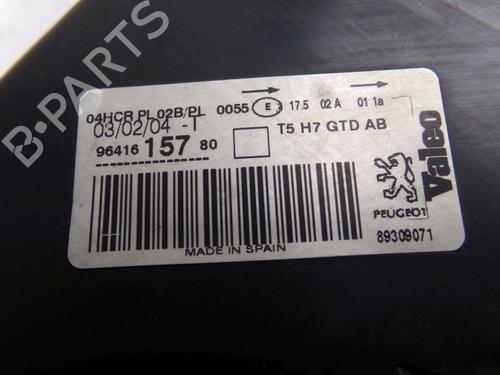 04HCR PL 02B/PL 0055 E3 17.5 02 A 01 1a
03/02/04 -I
T5 H7 GTD AB
96416 157 80
PEUGEOT
Valeo
89309071
MADE IN SPAIN
B-PARTS